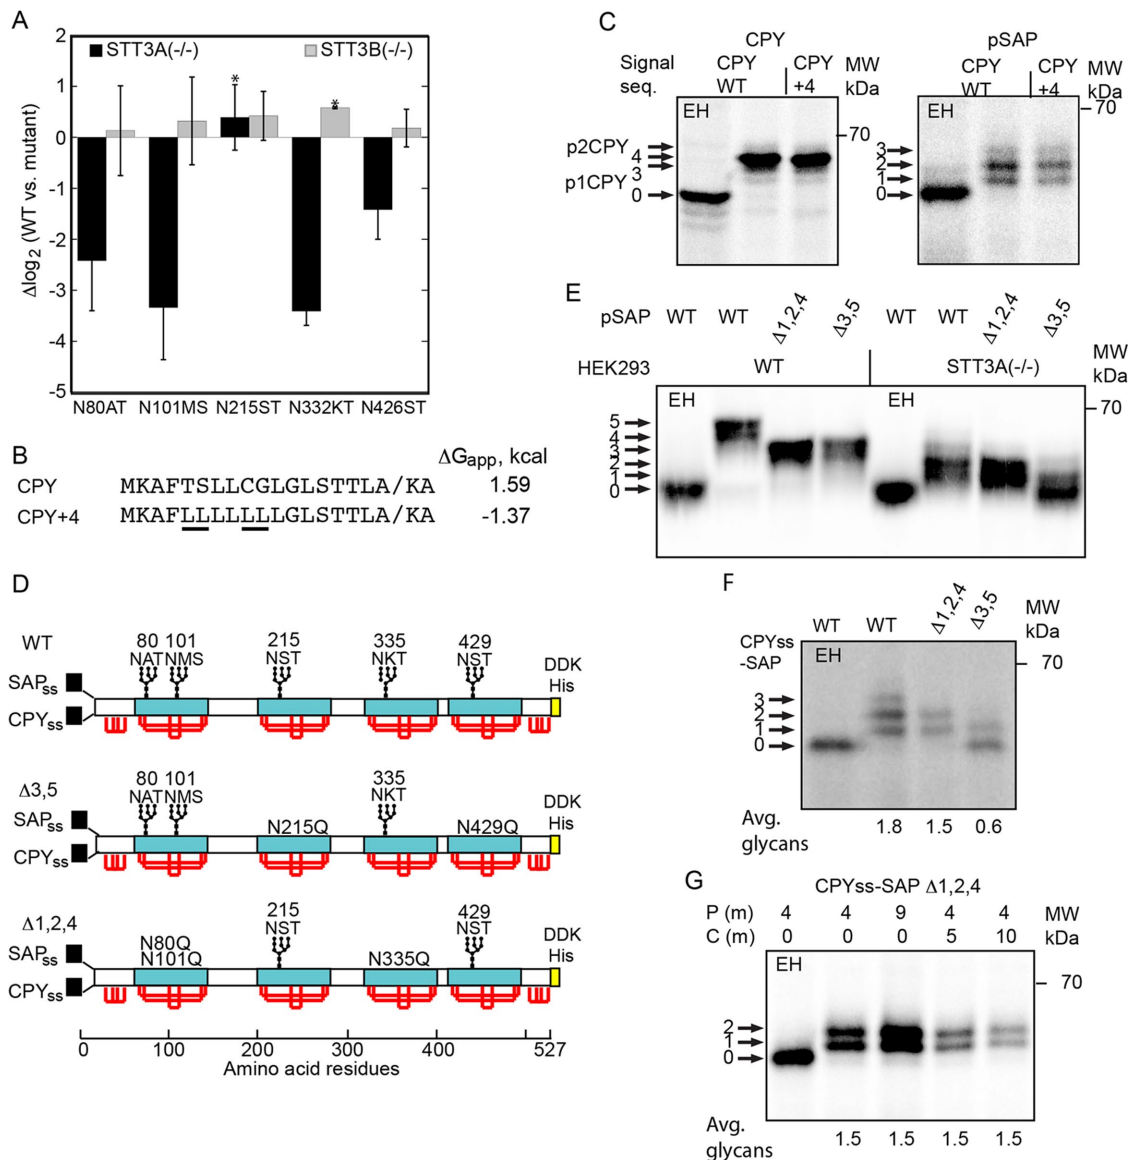 A
STT3A(-/-)
STT3B(-/-)
Δlog2 (WT vs. mutant)
2
1
0
-1
-2
-3
-4
-5
*
*
N80AT N101MS N215ST N332KT N426ST
B
ΔGapp, kcal
CPY MKAFTSLLCGLGLSTTLA/KA 1.59
CPY+4 MKAFLLLLLLLGLSTTLA/KA -1.37
C
CPY
Signal seq.
CPY WT
CPY +4
MW kDa
EH
70
p2CPY
4
3
p1CPY
0
pSAP
CPY WT
CPY +4
MW kDa
EH
70
3
2
1
0
D
WT
80 101
NAT NMS
215
NST
335
NKT
429
NST
DDK
His
SAPss
CPYss
Δ3,5
80 101
NAT NMS
335
NKT
N215Q
N429Q
DDK
His
SAPss
CPYss
Δ1,2,4
215
NST
429
NST
N80Q
N101Q
N335Q
DDK
His
SAPss
CPYss
0 100 200 300 400 527
Amino acid residues
E
pSAP WT WT Δ1,2,4 Δ3,5 WT WT Δ1,2,4 Δ3,5
HEK293 WT STT3A(-/-)
MW kDa
EH
EH
70
5
4
3
2
1
0
F
CPYss -SAP
WT WT Δ1,2,4 Δ3,5
MW kDa
EH
70
3
2
1
0
Avg. glycans 1.8 1.5 0.6
G
CPYss-SAP Δ1,2,4
P (m) 4 4 9 4 4 MW
C (m) 0 0 0 5 10 kDa
EH
70
2
1
0
Avg. glycans 1.5 1.5 1.5 1.5